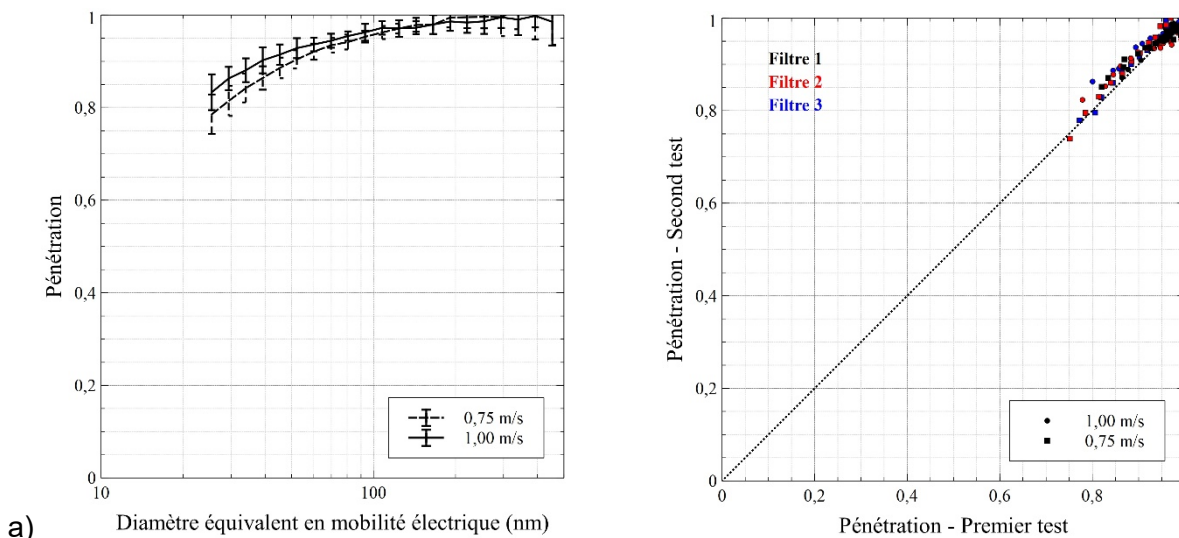 1
0,8
0,6
0,4
0,2
0
10
100
Pénétration
Diamètre équivalent en mobilité électrique (nm)
0,75 m/s
1,00 m/s
a)
1
0,8
0,6
0,4
0,2
0
0
0,2
0,4
0,6
0,8
Pénétration - Second test
Pénétration - Premier test
Filtre 1
Filtre 2
Filtre 3
1,00 m/s
0,75 m/s